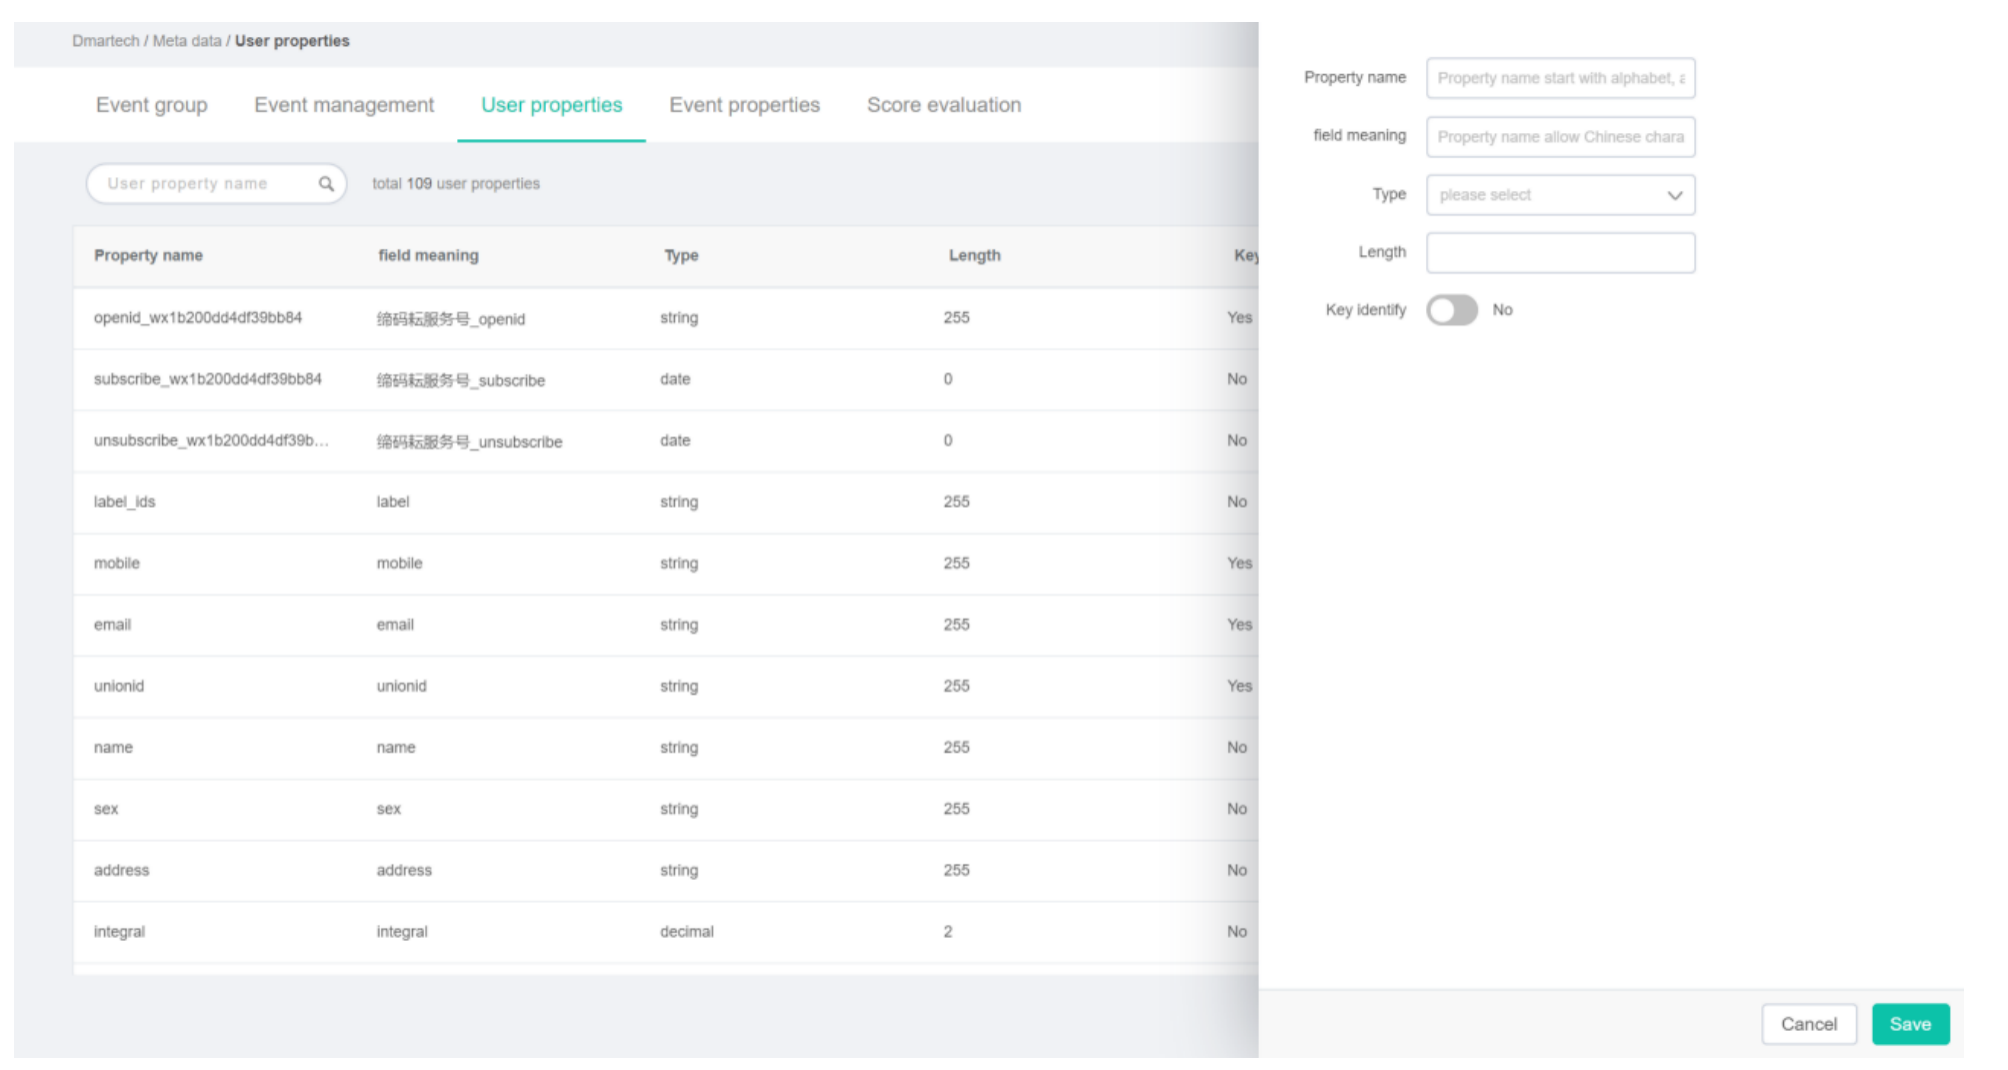 Dmartech / Meta data / User properties
Event group Event management User properties Event properties Score evaluation
User property name total 109 user properties
Property name field meaning Type Length Key
openid_wx1b200dd4df39bb84 缔码耘服务号_openid string 255 Yes
subscribe_wx1b200dd4df39bb84 缔码耘服务号_subscribe date 0 No
unsubscribe_wx1b200dd4df39b... 缔码耘服务号_unsubscribe date 0 No
label_ids label string 255 No
mobile mobile string 255 Yes
email email string 255 Yes
unionid unionid string 255 Yes
name name string 255 No
sex sex string 255 No
address address string 255 No
integral integral decimal 2 No
Property name Property name start with alphabet, a
field meaning Property name allow Chinese chara
Type please select
Length
Key identify No
Cancel Save